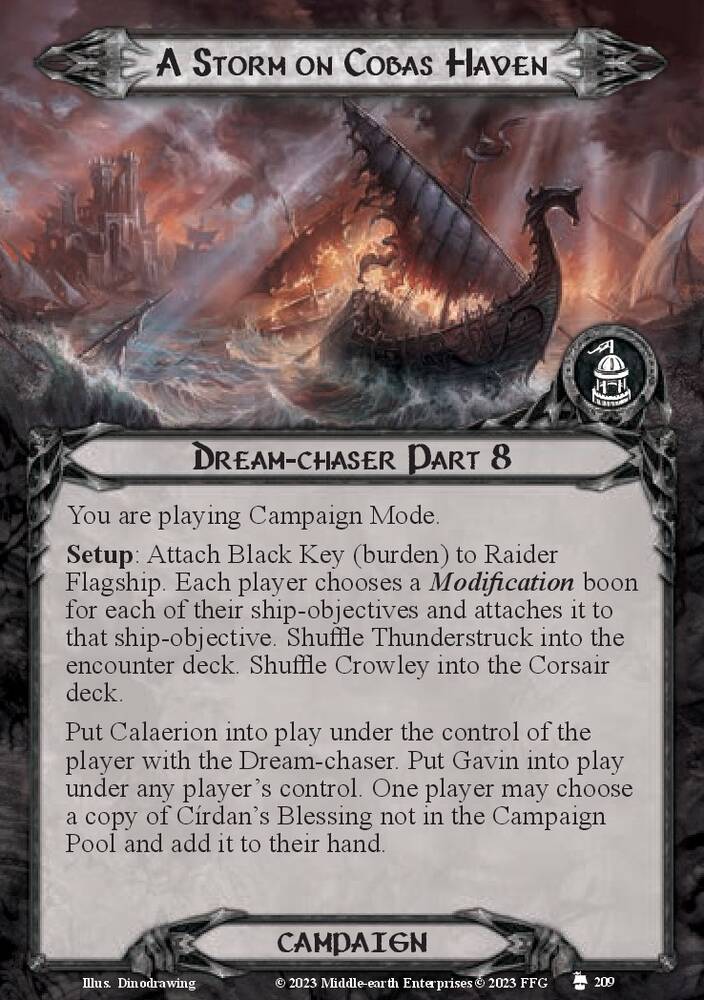 A Storm on Cobas Haven
Dream-chaser Part 8
You are playing Campaign Mode.
Setup: Attach Black Key (burden) to Raider
Flagship. Each player chooses a Modification boon
for each of their ship-objectives and attaches it to
that ship-objective. Shuffle Thunderstruck into the
encounter deck. Shuffle Crowley into the Corsair
deck.
Put Calaerion into play under the control of the
player with the Dream-chaser. Put Gavin into play
under any player's control. One player may choose
a copy of Círdan's Blessing not in the Campaign
Pool and add it to their hand.
CAMPAIGN
Illus. Dinodrawing © 2023 Middle-earth Enterprises © 2023 FFG 209